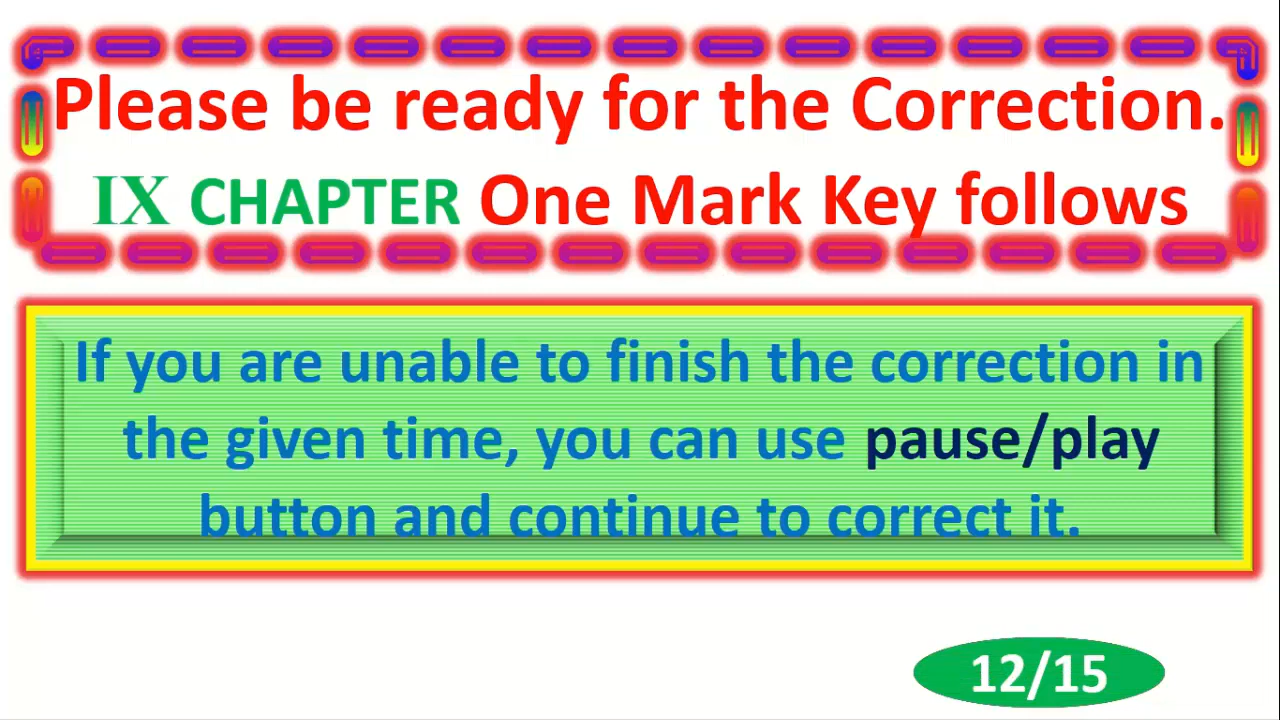 Please be ready for the Correction.
IX CHAPTER One Mark Key follows
If you are unable to finish the correction in
the given time, you can use pause/play
button and continue to correct it.
12/15